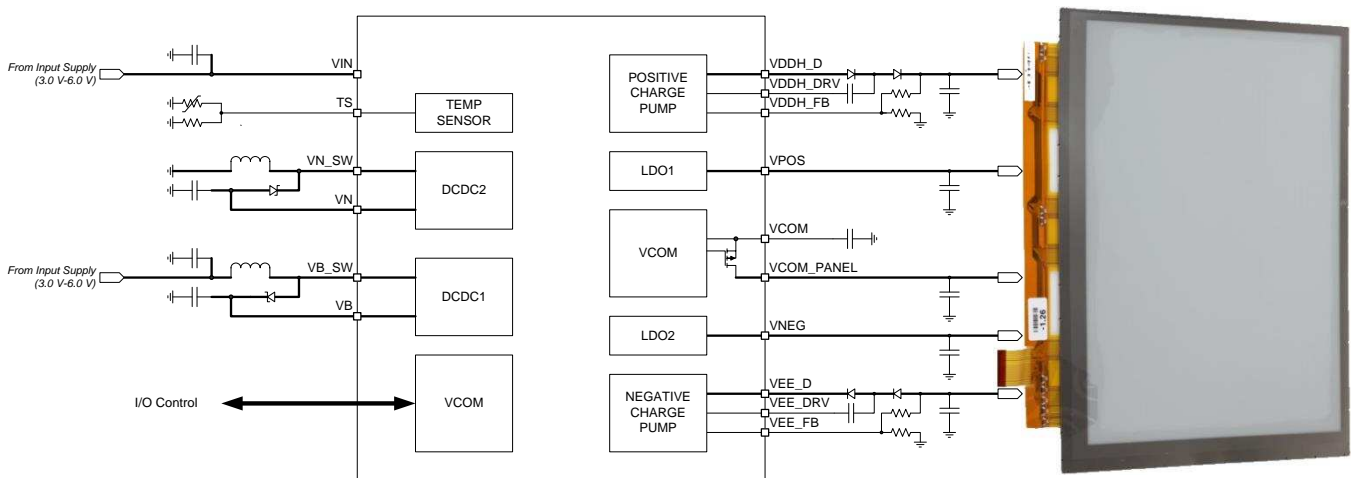 From Input Supply
(3.0 V-6.0 V)
VIN
TS
TEMP
SENSOR
VN_SW
VN
DCDC2
From Input Supply
(3.0 V-6.0 V)
VB_SW
VB
DCDC1
I/O Control
VCOM
POSITIVE
CHARGE
PUMP
VDDH_D
VDDH_DRV
VDDH_FB
LDO1
VPOS
VCOM
VCOM
VCOM_PANEL
LDO2
VNEG
NEGATIVE
CHARGE
PUMP
VEE_D
VEE_DRV
VEE_FB
-1.26